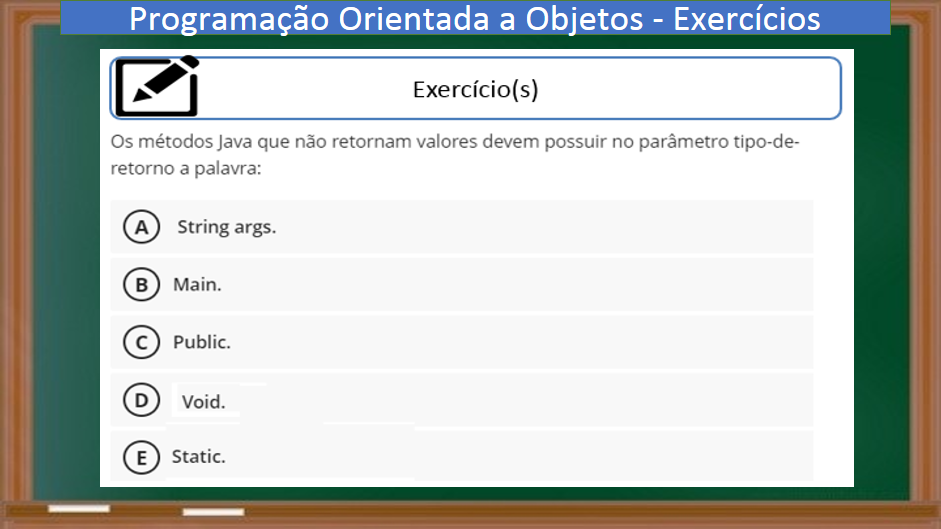 Programação Orientada a Objetos - Exercícios
Exercício(s)
Os métodos Java que não retornam valores devem possuir no parâmetro tipo-de-
retorno a palavra:
A String args.
B Main.
C Public.
D Void.
E Static.